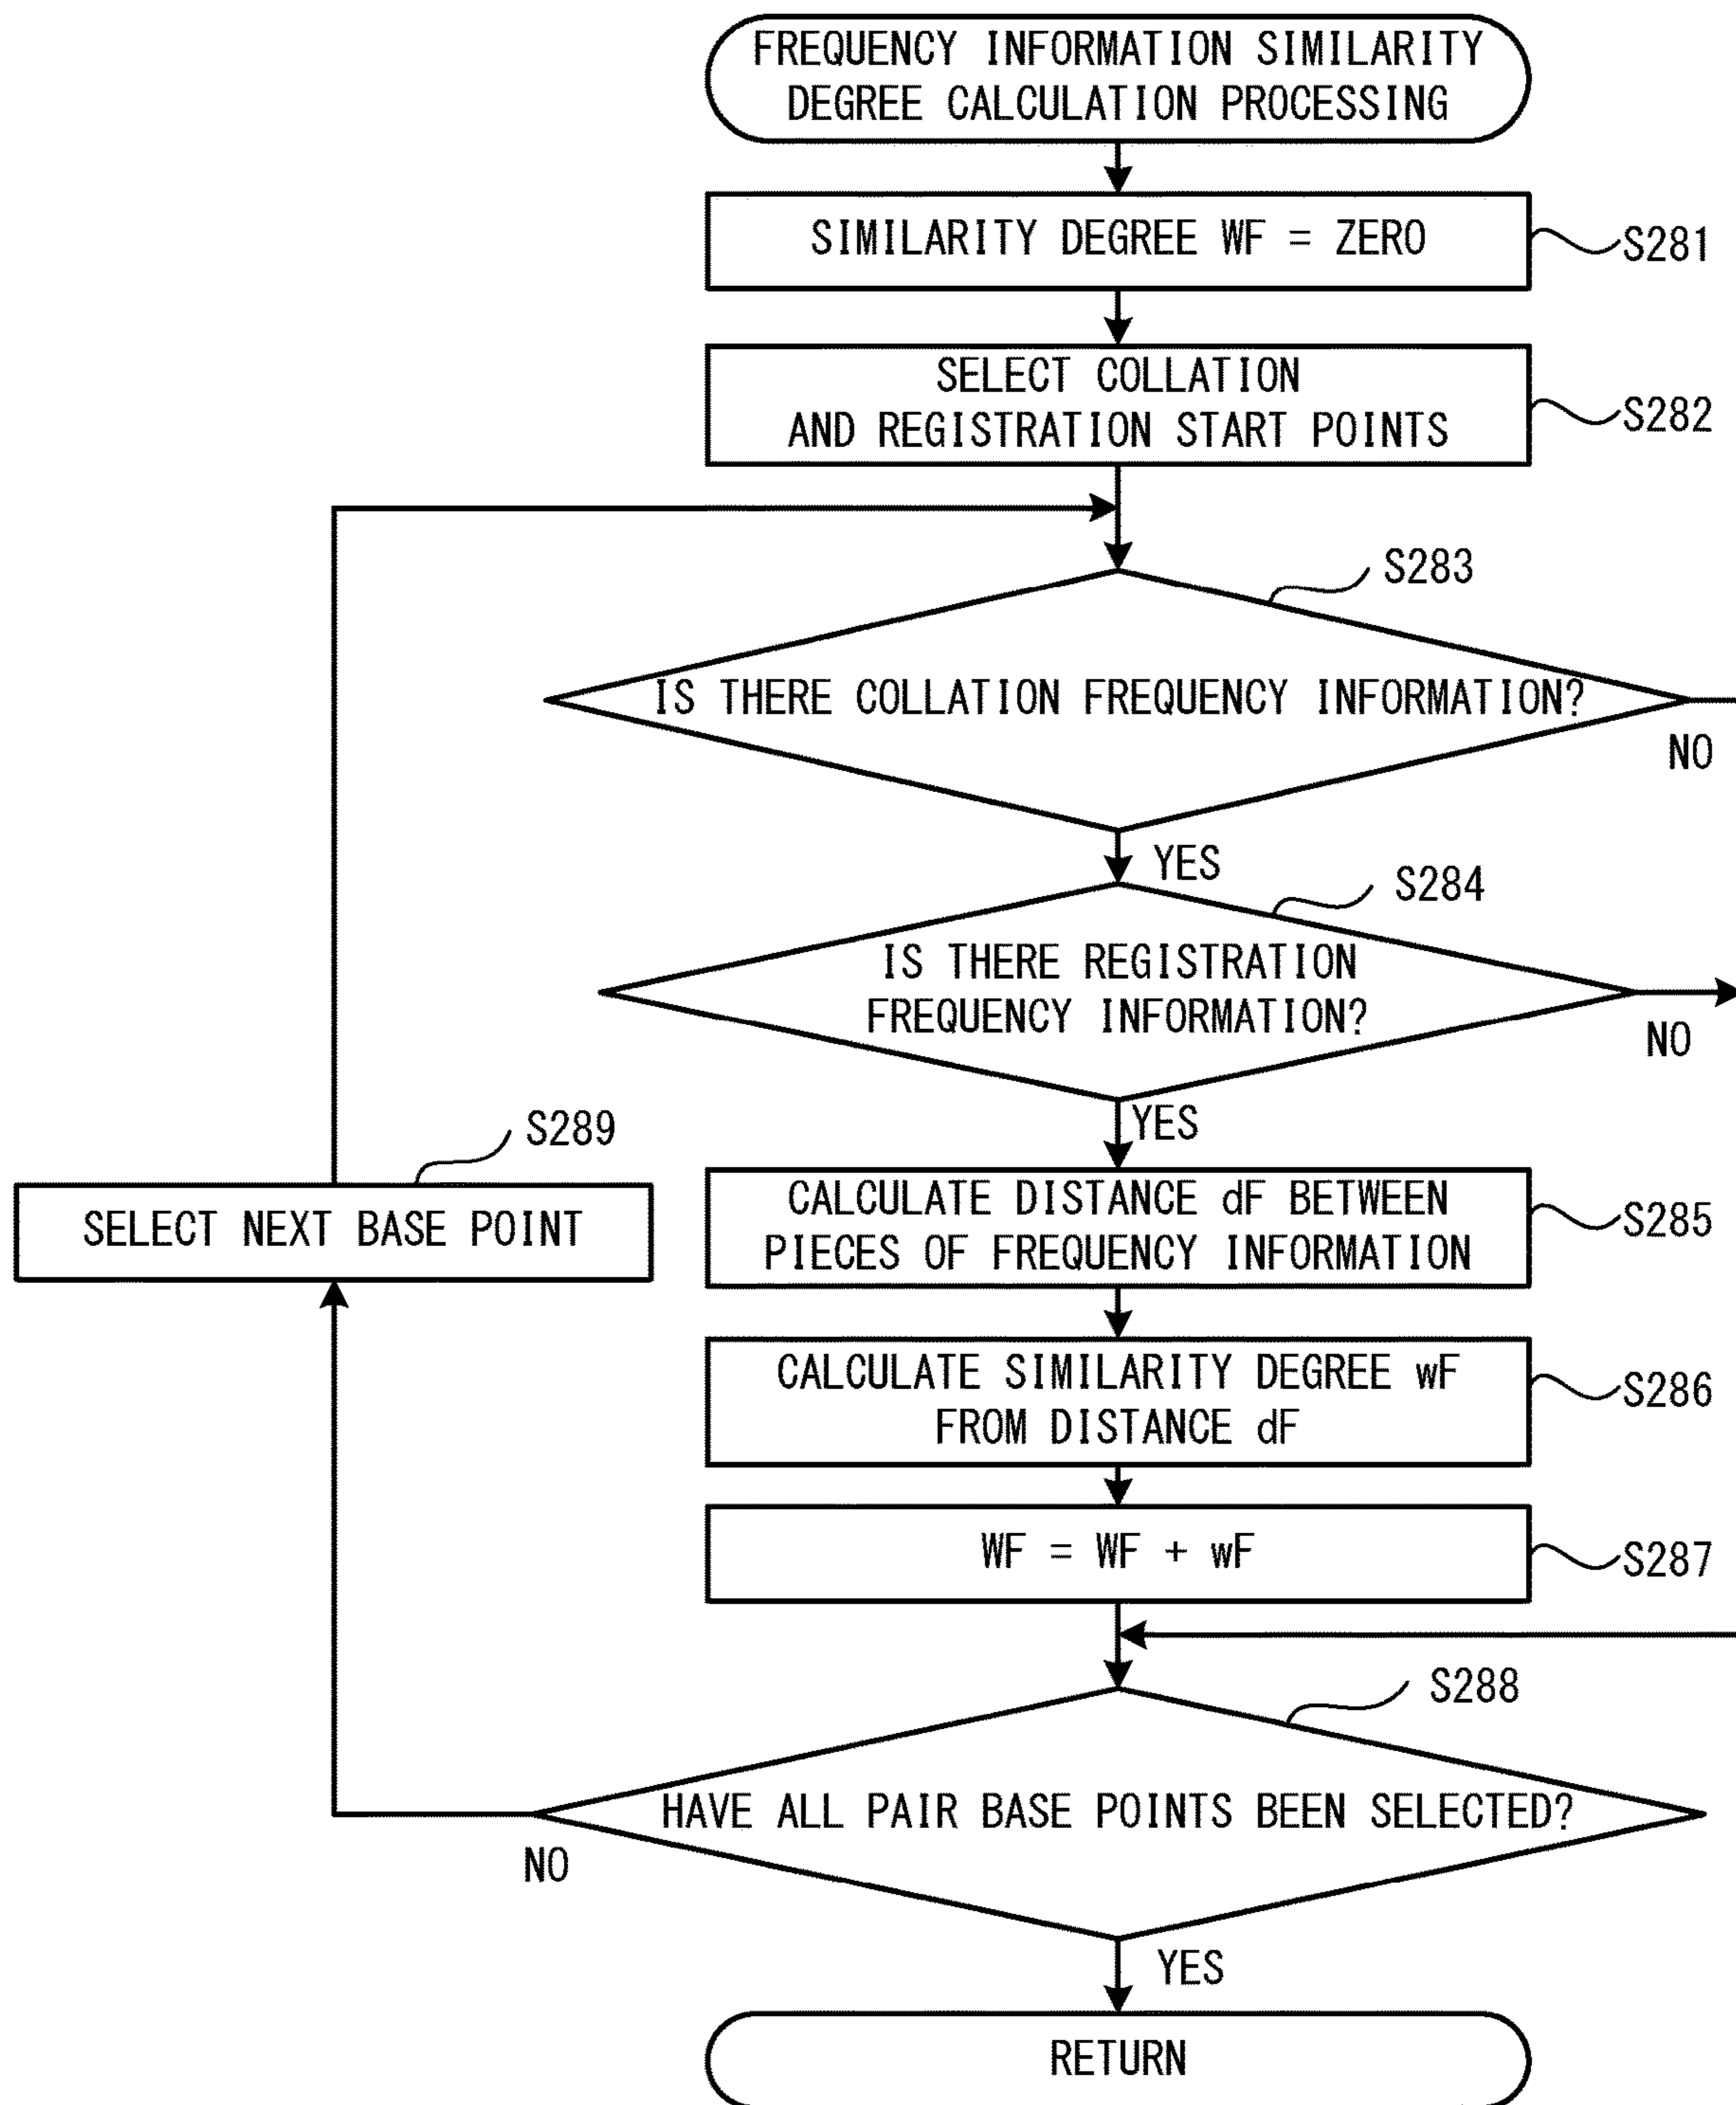 FREQUENCY INFORMATION SIMILARITY
DEGREE CALCULATION PROCESSING
SIMILARITY DEGREE WF = ZERO
S281
SELECT COLLATION
AND REGISTRATION START POINTS
S282
S283
IS THERE COLLATION FREQUENCY INFORMATION?
NO
YES
S284
IS THERE REGISTRATION
FREQUENCY INFORMATION?
NO
YES
S289
SELECT NEXT BASE POINT
CALCULATE DISTANCE dF BETWEEN
PIECES OF FREQUENCY INFORMATION
S285
CALCULATE SIMILARITY DEGREE wF
FROM DISTANCE dF
S286
WF = WF + wF
S287
S288
HAVE ALL PAIR BASE POINTS BEEN SELECTED?
NO
YES
RETURN